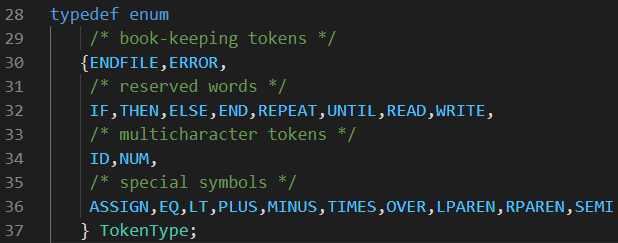 28 typedef enum
29 /* book-keeping tokens */
30 {ENDFILE,ERROR,
31 /* reserved words */
32 IF,THEN,ELSE,END,REPEAT,UNTIL,READ,WRITE,
33 /* multicharacter tokens */
34 ID,NUM,
35 /* special symbols */
36 ASSIGN,EQ,LT,PLUS,MINUS,TIMES,OVER,LPAREN,RPAREN,SEMI
37 } TokenType;